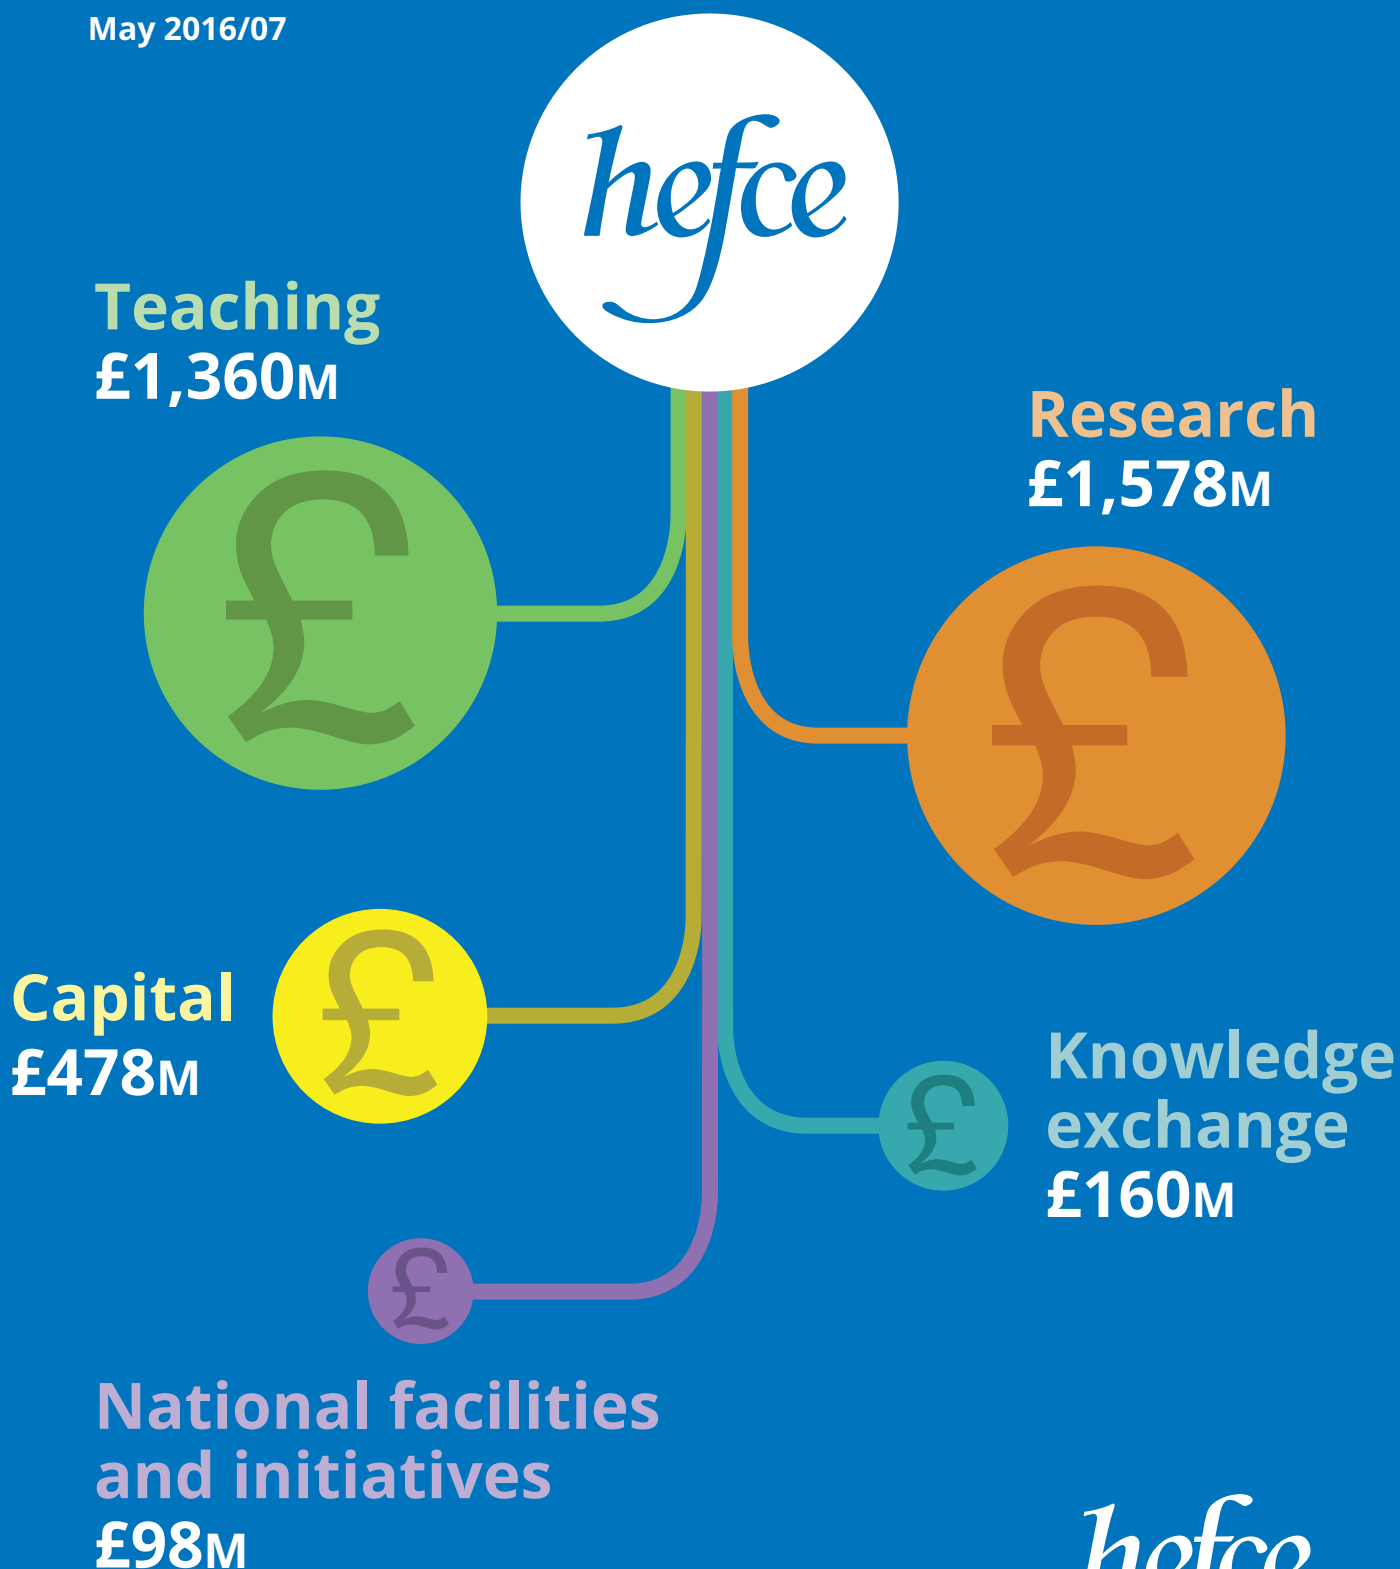 May 2016/07
hefce
Teaching
£1,360M
Research
£1,578M
£
£
Capital
£478M
£
Knowledge
exchange
£160M
£
£
National facilities
and initiatives
£98M
hefce